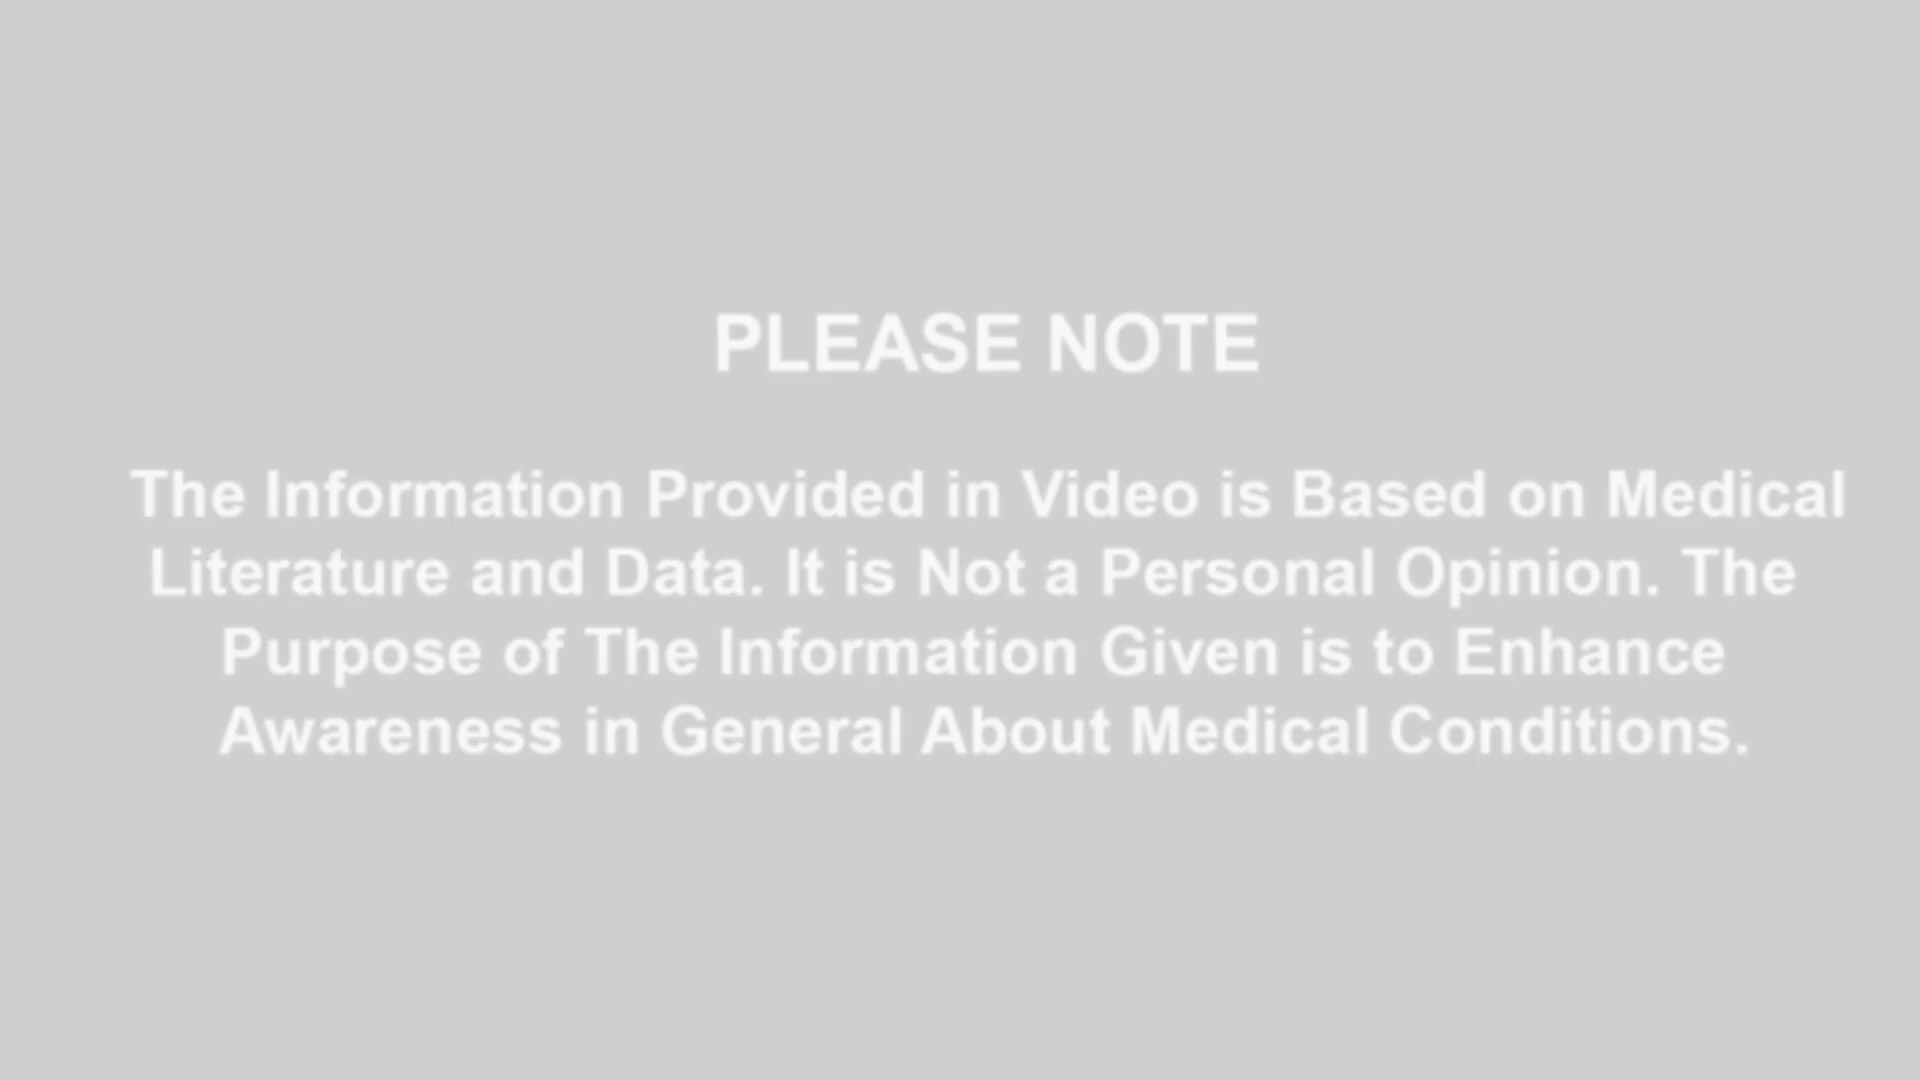 PLEASE NOTE
The Information Provided in Video is Based on Medical
Literature and Data. It is Not a Personal Opinion. The
Purpose of The Information Given is to Enhance
Awareness in General About Medical Conditions.